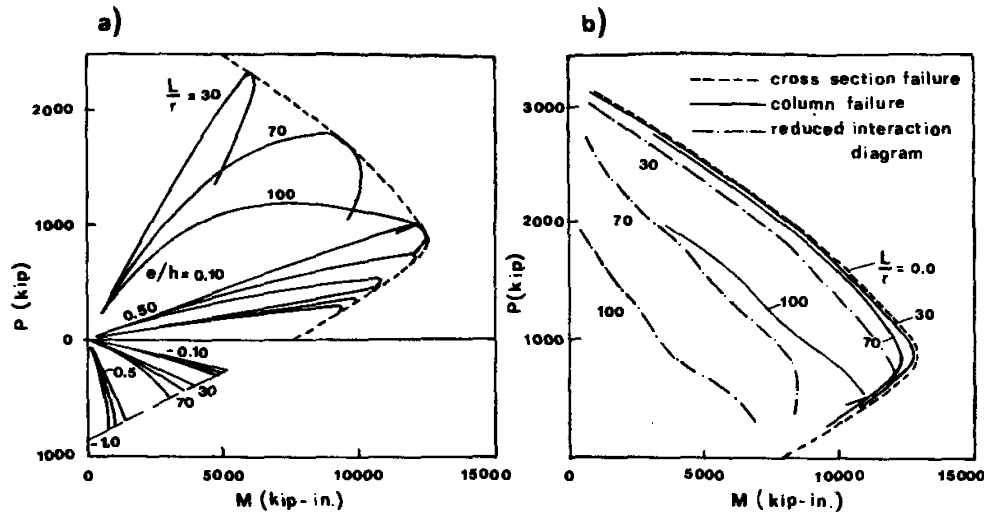 a)
2000
1000
0
1000
P (kip)
L/r = 30
70
100
e/h = 0.10
0.50
-0.10
-0.5
30
70
-1.0
0
5000
10000
15000
M (kip-in.)
b)
cross section failure
column failure
reduced interaction
diagram
3000
2000
1000
P(kip)
30
70
100
100
L/r = 0.0
30
70
0
5000
10000
15000
M (kip-in.)